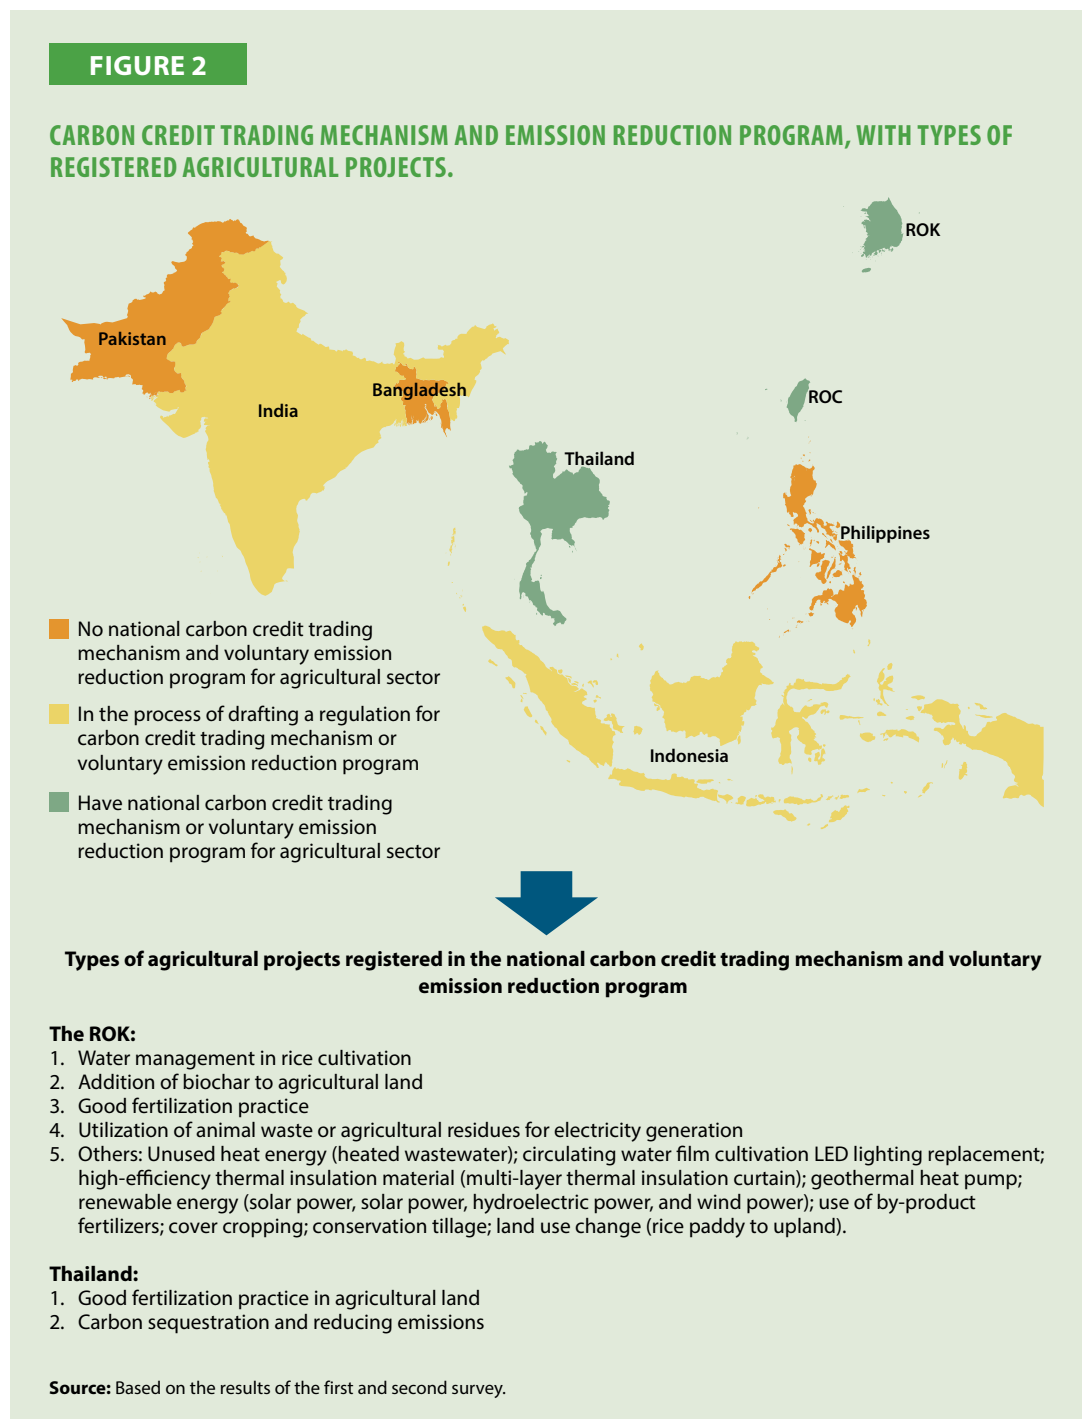 FIGURE 2
CARBON CREDIT TRADING MECHANISM AND EMISSION REDUCTION PROGRAM, WITH TYPES OF
REGISTERED AGRICULTURAL PROJECTS.
ROK
Pakistan
Bangladesh
India
ROC
Thailand
Philippines
Indonesia
No national carbon credit trading
mechanism and voluntary emission
reduction program for agricultural sector
In the process of drafting a regulation for
carbon credit trading mechanism or
voluntary emission reduction program
Have national carbon credit trading
mechanism or voluntary emission
reduction program for agricultural sector
Types of agricultural projects registered in the national carbon credit trading mechanism and voluntary
emission reduction program
The ROK:
1. Water management in rice cultivation
2. Addition of biochar to agricultural land
3. Good fertilization practice
4. Utilization of animal waste or agricultural residues for electricity generation
5. Others: Unused heat energy (heated wastewater); circulating water film cultivation LED lighting replacement;
high-efficiency thermal insulation material (multi-layer thermal insulation curtain); geothermal heat pump;
renewable energy (solar power, solar power, hydroelectric power, and wind power); use of by-product
fertilizers; cover cropping; conservation tillage; land use change (rice paddy to upland).
Thailand:
1. Good fertilization practice in agricultural land
2. Carbon sequestration and reducing emissions
Source: Based on the results of the first and second survey.